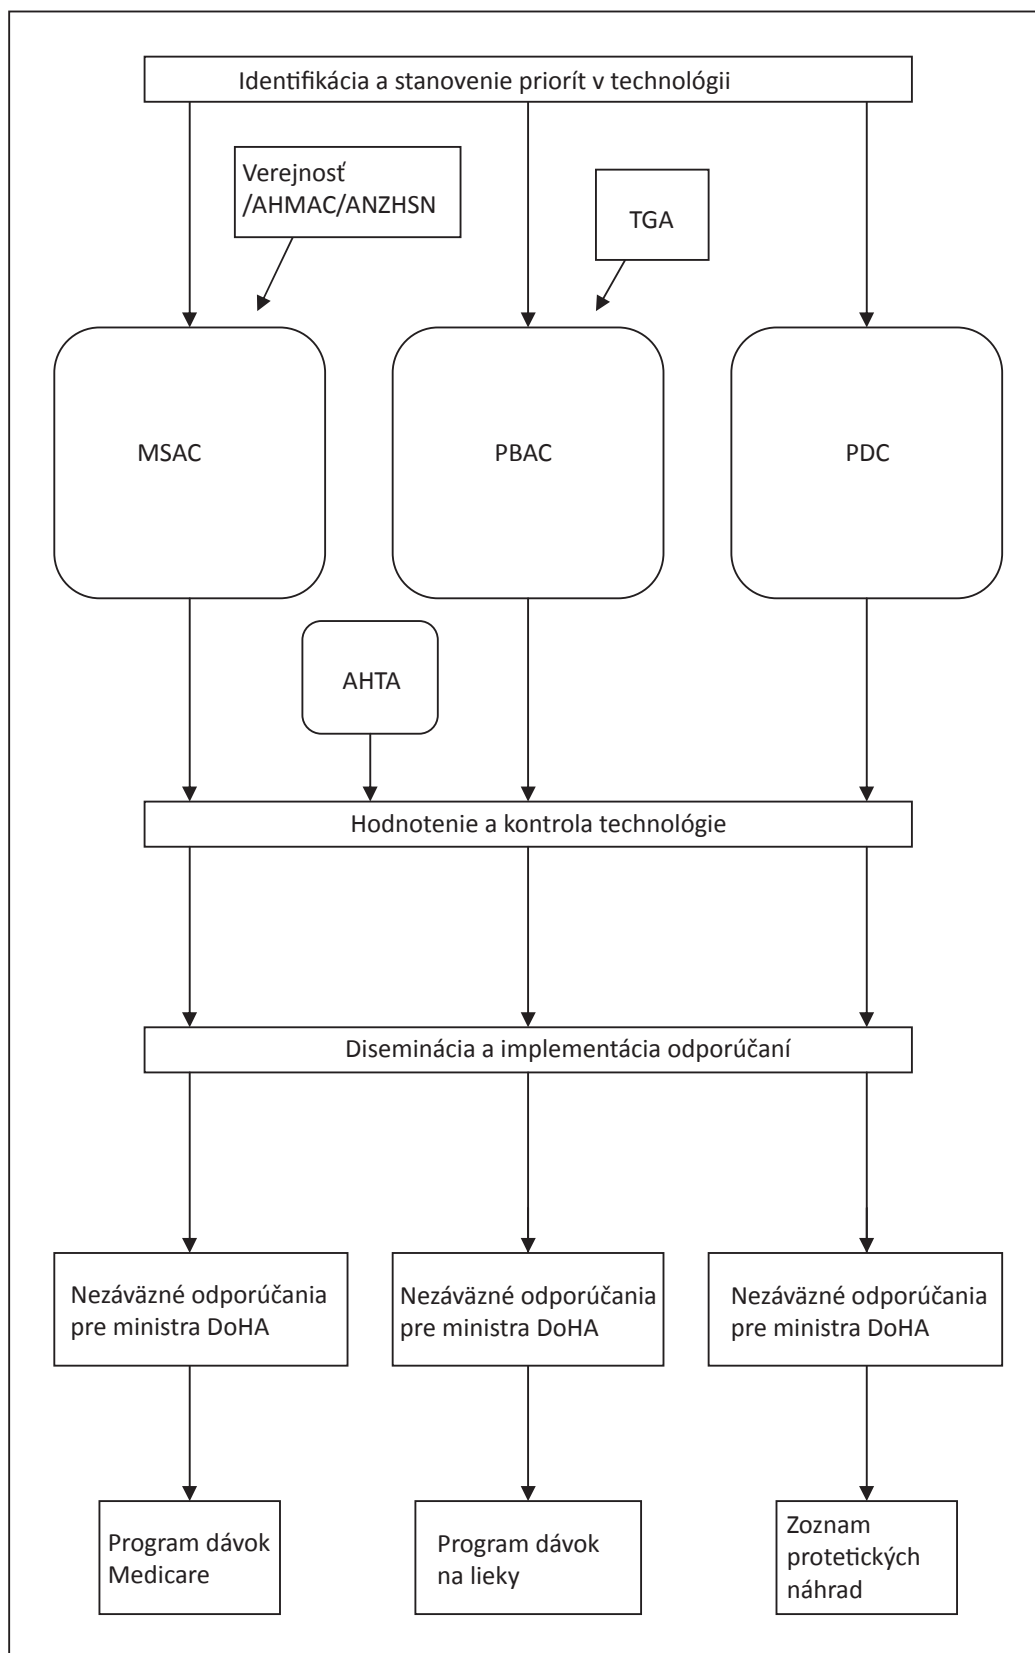 Identifikácia a stanovenie priorít v technológii
Verejnosť
/AHMAC/ANZHSN
TGA
MSAC
PBAC
PDC
AHTA
Hodnotenie a kontrola technológie
Diseminácia a implementácia odporúčaní
Nezáväzné odporúčania
pre ministra DoHA
Nezáväzné odporúčania
pre ministra DoHA
Nezáväzné odporúčania
pre ministra DoHA
Program dávok
Medicare
Program dávok
na lieky
Zoznam
protetických
náhrad